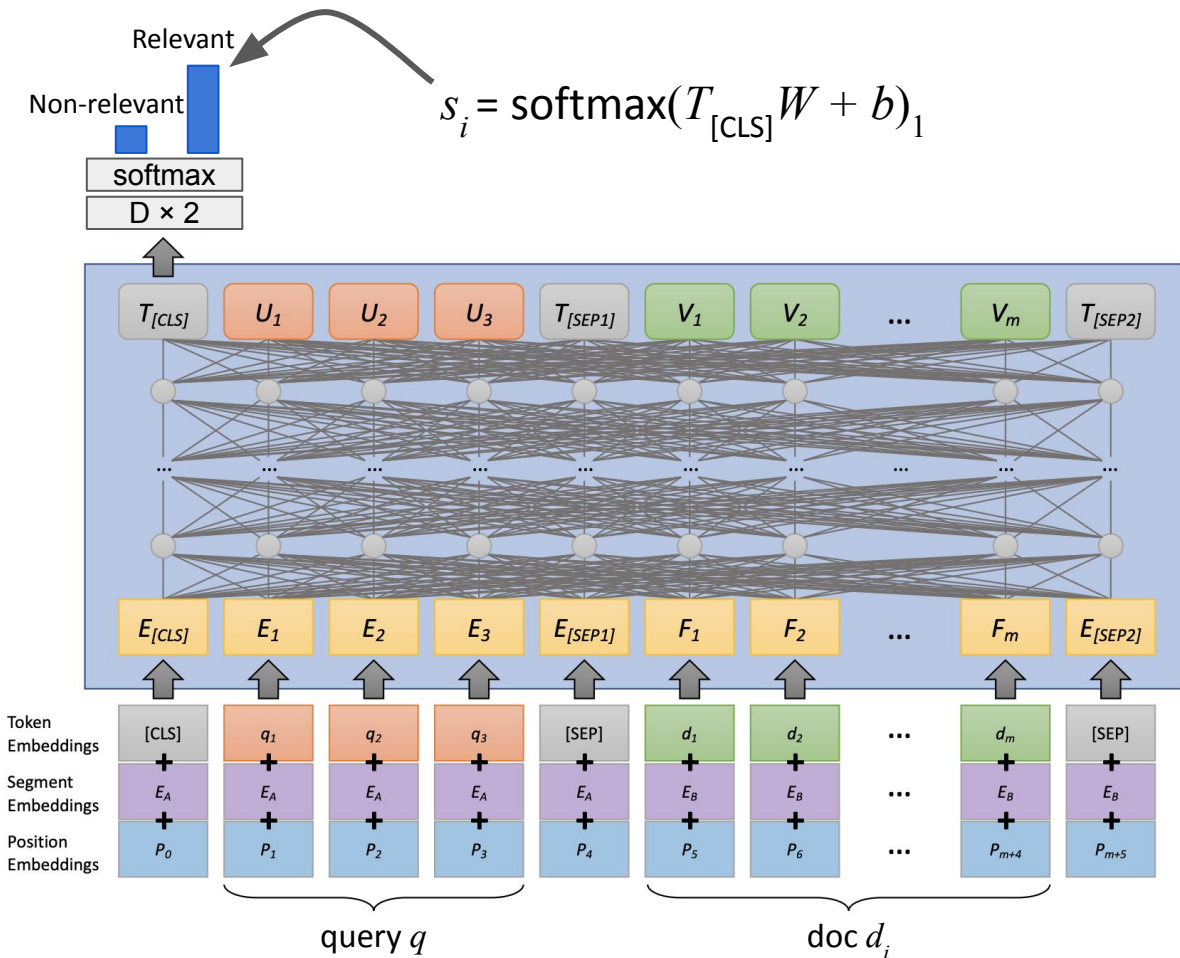 Relevant
Non-relevant
s_i = softmax(T_[CLS] W + b)_1
softmax
D × 2
T_[CLS] U_1 U_2 U_3 T_[SEP1] V_1 V_2 ... V_m T_[SEP2]
... ... ... ... ... ... ... ... ... ...
E_[CLS] E_1 E_2 E_3 E_[SEP1] F_1 F_2 ... F_m E_[SEP2]
Token
Embeddings
[CLS] q_1 q_2 q_3 [SEP] d_1 d_2 ... d_m [SEP]
+ + + + + + + + +
Segment
Embeddings
E_A E_A E_A E_A E_A E_B E_B ... E_B E_B
+ + + + + + + + +
Position
Embeddings
P_0 P_1 P_2 P_3 P_4 P_5 P_6 ... P_m+4 P_m+5
query q
doc d_i